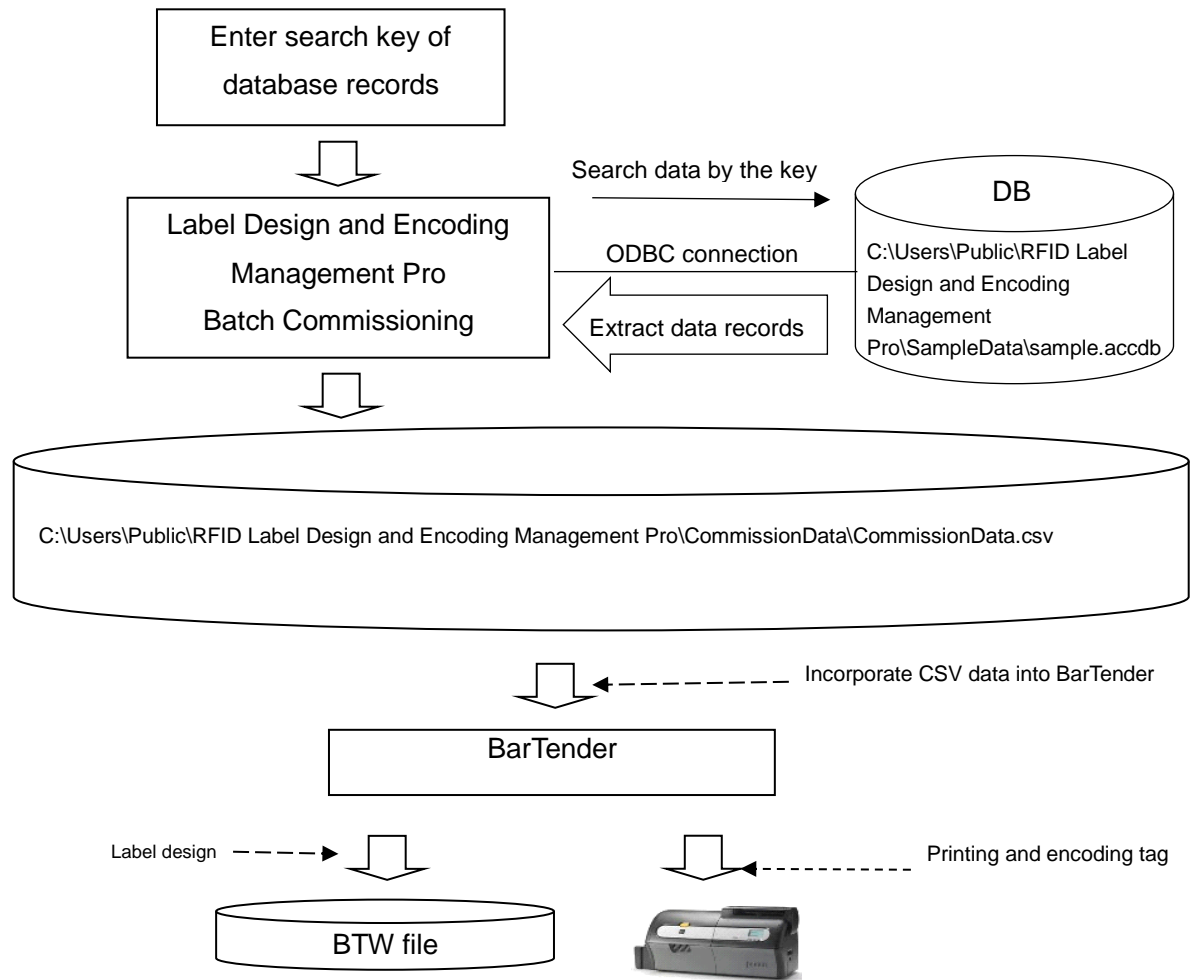 Enter search key of
database records
Search data by the key
DB
Label Design and Encoding
Management Pro
Batch Commissioning
ODBC connection
Extract data records
C:\Users\Public\RFID Label
Design and Encoding
Management
Pro\SampleData\sample.accdb
C:\Users\Public\RFID Label Design and Encoding Management Pro\CommissionData\CommissionData.csv
Incorporate CSV data into BarTender
BarTender
Label design
Printing and encoding tag
BTW file